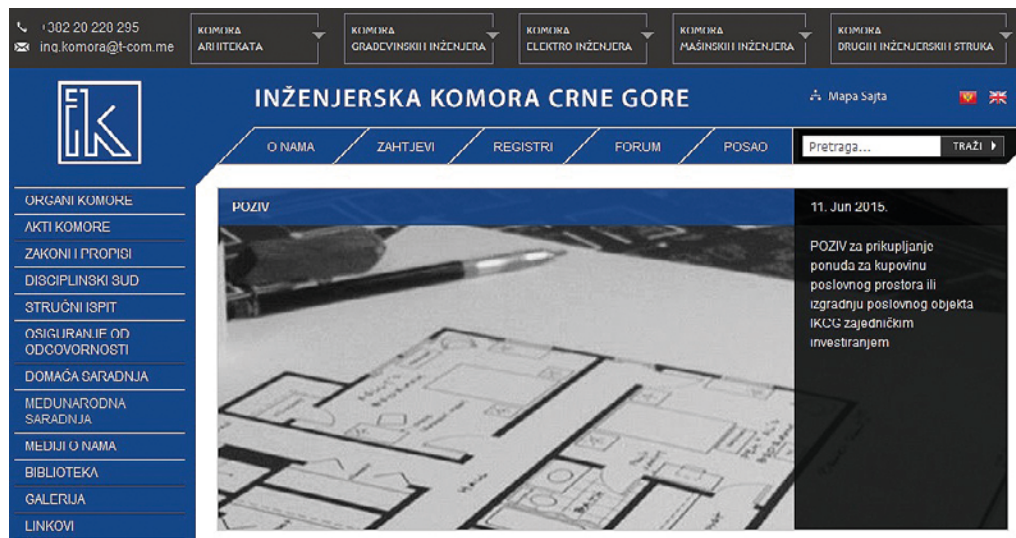 +382 20 228 295
ing.komora@t-com.me
KOMORA
ARHITEKATA
KOMORA
GRAĐEVINSKIH INŽENJERA
KOMORA
ELEKTRO INŽENJERA
KOMORA
MAŠINSKIH INŽENJERA
KOMORA
DRUGIH INŽENJERSKIH STRUKA
INŽENJERSKA KOMORA CRNE GORE
Mapa Sajta
O NAMA
ZAHTJEVI
REGISTRI
FORUM
POSAO
Pretraga...
TRAŽI
ORGANI KOMORE
AKTI KOMORE
ZAKONI I PROPISI
DISCIPLINSKI SUD
STRUČNI ISPIT
OSIGURANJE OD
ODGOVORNOSTI
DOMAĆA SARADNJA
MEĐUNARODNA
SARADNJA
MEDIJI O NAMA
BIBLIOTEKA
GALERIJA
LINKOVI
POZIV
11. Jun 2015.
POZIV za prikupljanje
ponuda za kupovinu
poslovnog prostora ili
izgradnju poslovnog objekta
IKCG zajedničkim
investiranjem
HALL
BATH